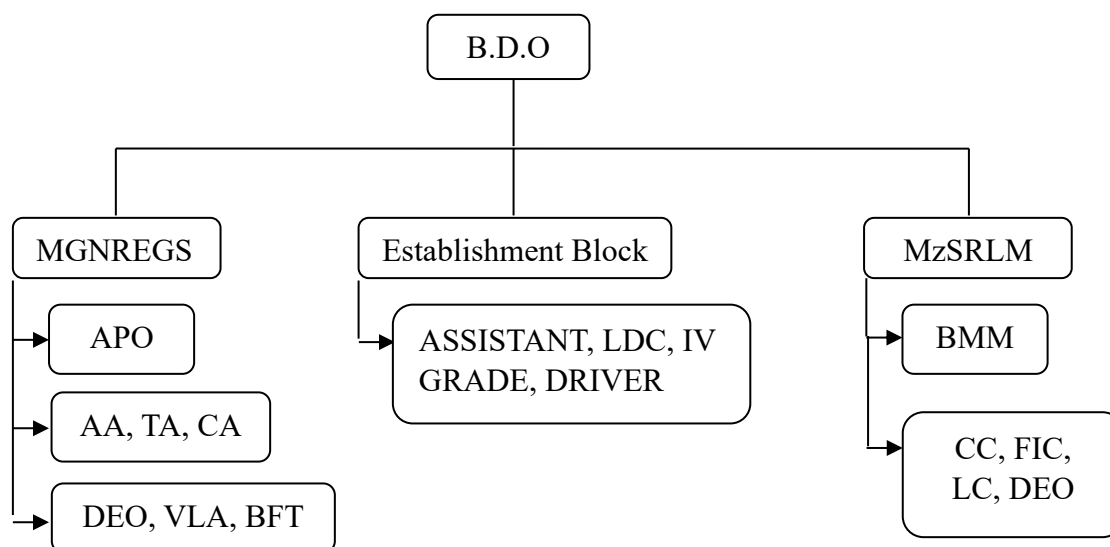 B.D.O
MGNREGS
Establishment Block
MzSRLM
APO
ASSISTANT, LDC, IV
GRADE, DRIVER
BMM
AA, TA, CA
CC, FIC,
LC, DEO
DEO, VLA, BFT